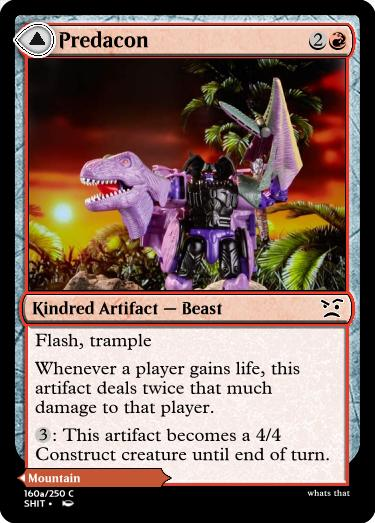 Predacon 2
Kindred Artifact — Beast
Flash, trample
Whenever a player gains life, this
artifact deals twice that much
damage to that player.
3: This artifact becomes a 4/4
Construct creature until end of turn.
Mountain
160a/250 C
SHIT •
whats that